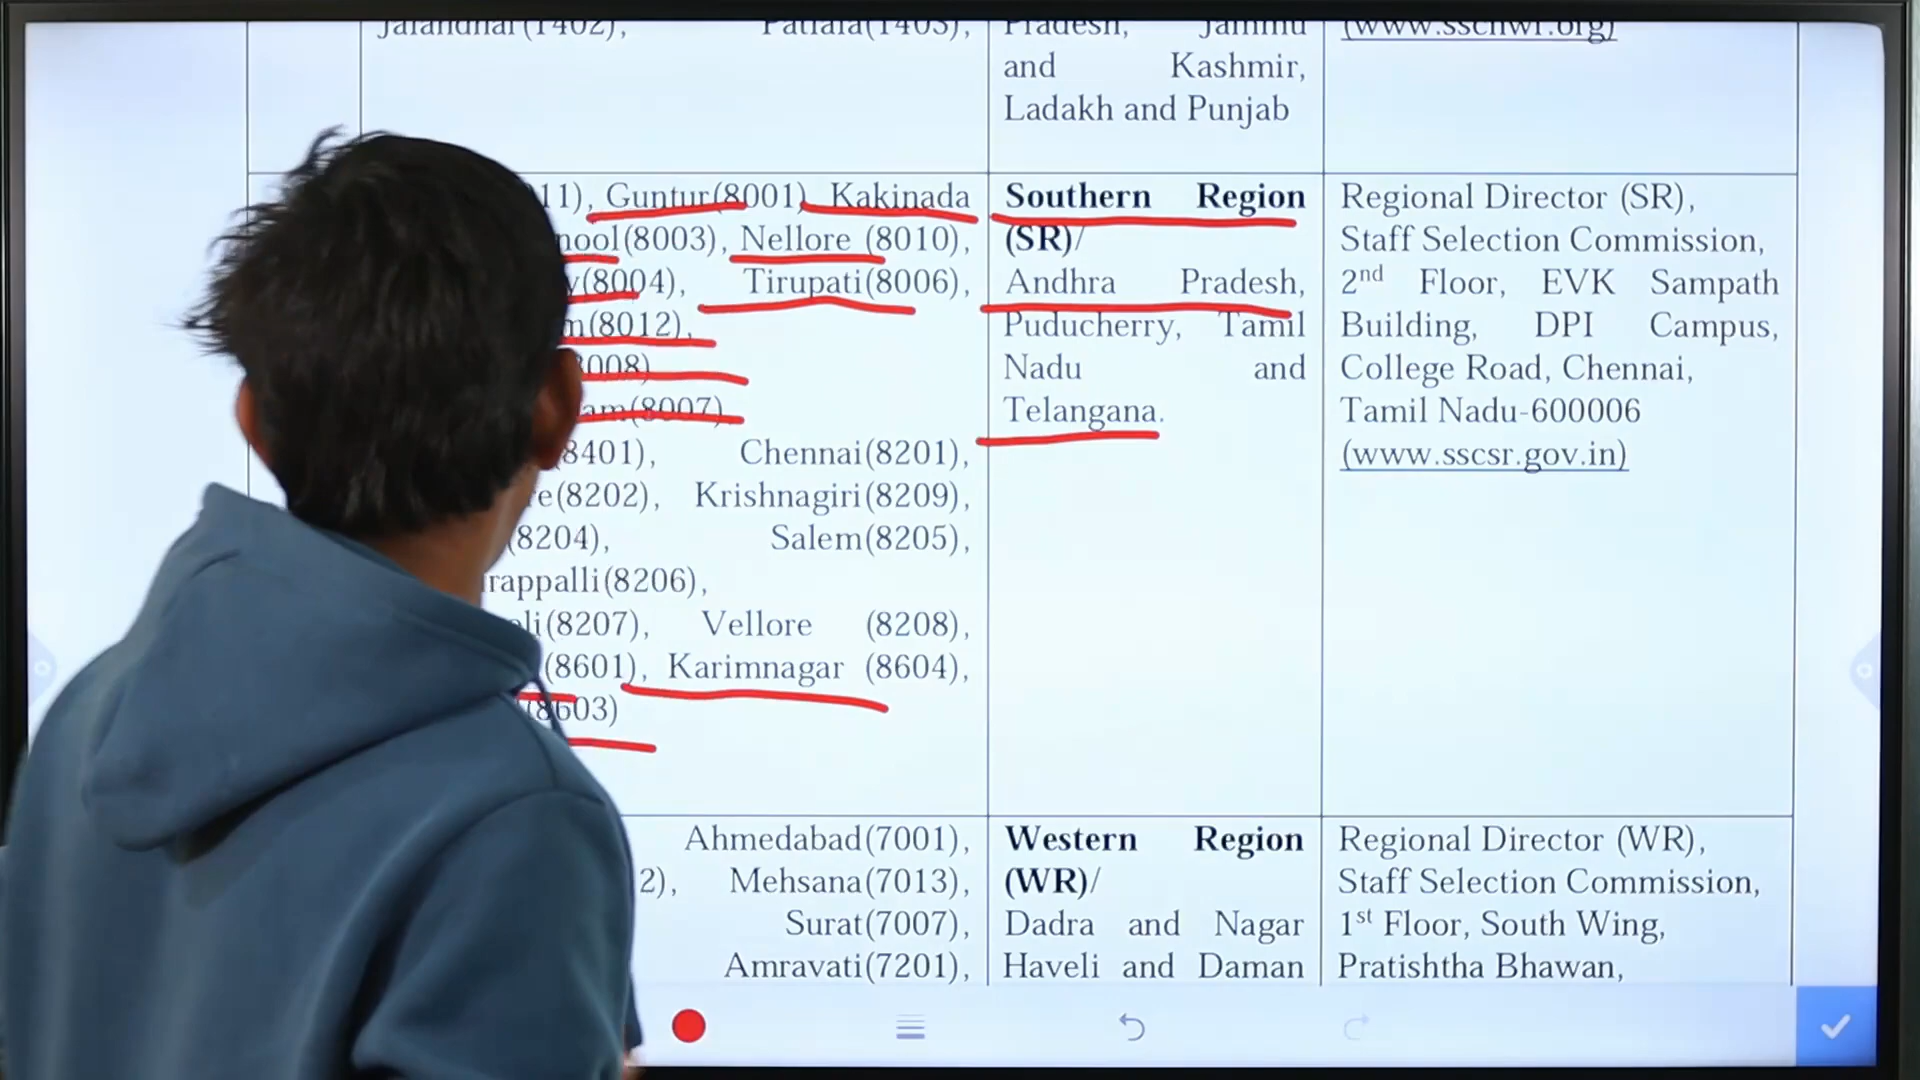 Jalandhar(1402), Patiala(1403),
Pradesh, Jammu
and Kashmir,
Ladakh and Punjab
(www.sscnwr.org)
11), Guntur(8001), Kakinada
(8003), Nellore (8010),
(8004), Tirupati(8006),
(8012),
008)
(8007)
8401), Chennai(8201),
(8202), Krishnagiri(8209),
(8204), Salem(8205),
rappalli(8206),
(8207), Vellore (8208),
(8601), Karimnagar (8604),
(8603)
Southern Region
(SR)/
Andhra Pradesh,
Puducherry, Tamil
Nadu and
Telangana.
Regional Director (SR),
Staff Selection Commission,
2nd Floor, EVK Sampath
Building, DPI Campus,
College Road, Chennai,
Tamil Nadu-600006
(www.sscsr.gov.in)
Ahmedabad(7001),
2), Mehsana(7013),
Surat(7007),
Amravati(7201),
Western Region
(WR)/
Dadra and Nagar
Haveli and Daman
Regional Director (WR),
Staff Selection Commission,
1st Floor, South Wing,
Pratishtha Bhawan,